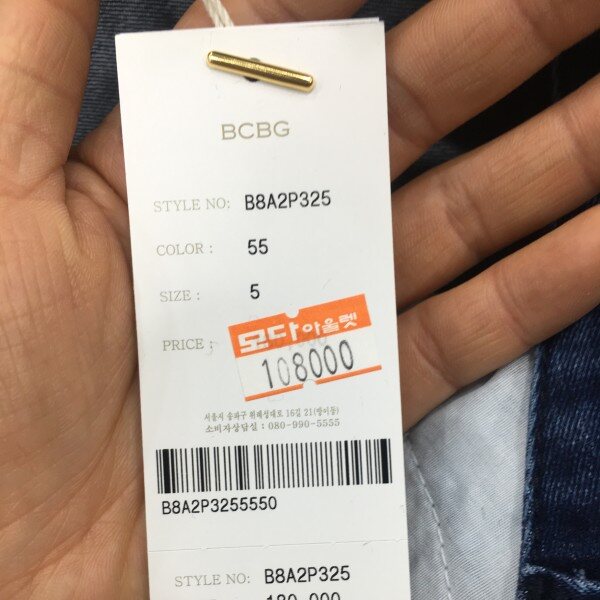 BCBG
STYLE NO: B8A2P325
COLOR : 55
SIZE : 5
PRICE :
모다아울렛
108000
서울시 송파구 위례성대로 16길 21(방이동)
소비자상담실 : 080-990-5555
B8A2P3255550
STYLE NO: B8A2P325